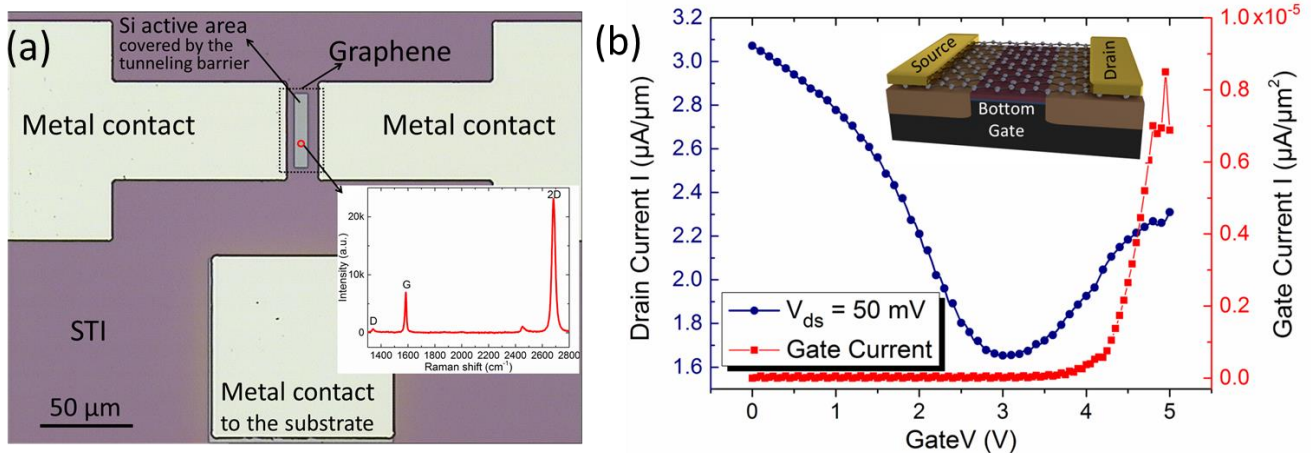 (a)
Si active area
covered by the
tunneling barrier
Graphene
Metal contact
Metal contact
2D
20k
10k
0
Intensity (a.u.)
G
D
1400 1600 1800 2000 2200 2400 2600 2800
Raman shift (cm⁻¹)
STI
Metal contact
to the substrate
50 µm
(b)
3.2
3.0
2.8
2.6
2.4
2.2
2.0
1.8
1.6
Drain Current I (µA/µm)
Source
Drain
Bottom
Gate
V_ds = 50 mV
Gate Current
0 1 2 3 4 5
GateV (V)
1.0x10⁻⁵
0.8
0.6
0.4
0.2
0.0
Gate Current I (µA/µm²)